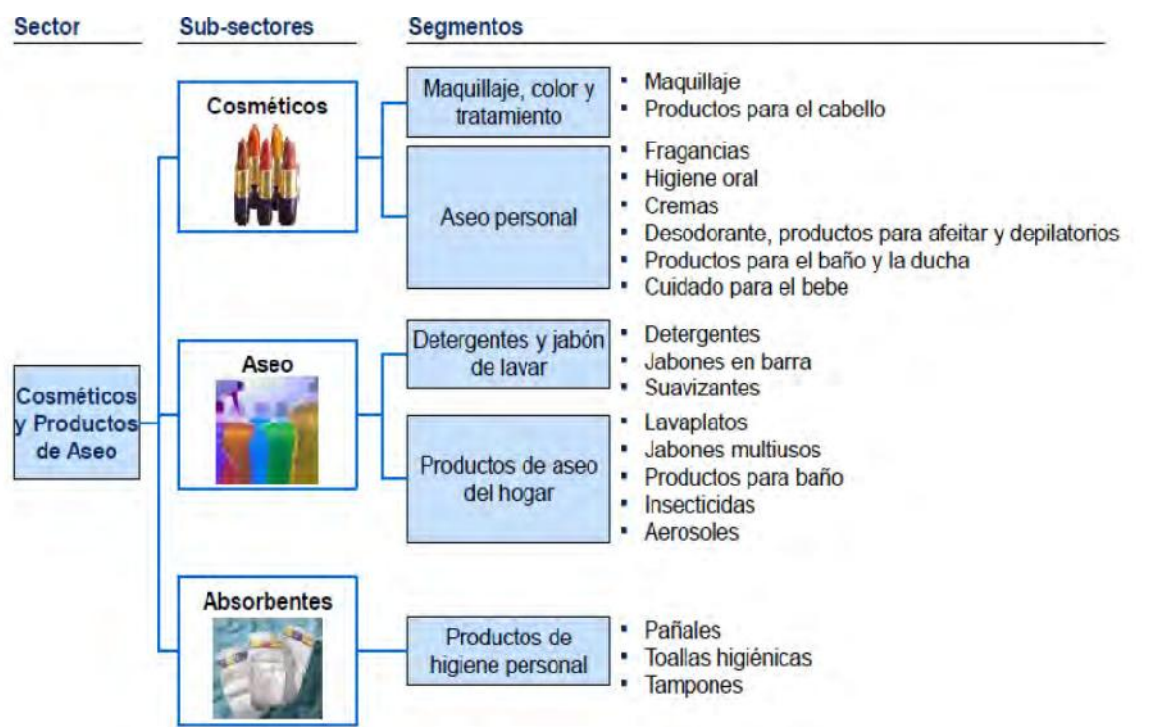 Sector
Sub-sectores
Segmentos
Cosméticos
y Productos
de Aseo
Cosméticos
Maquillaje, color y
tratamiento
▪ Maquillaje
▪ Productos para el cabello
Aseo personal
▪ Fragancias
▪ Higiene oral
▪ Cremas
▪ Desodorante, productos para afeitar y depilatorios
▪ Productos para el baño y la ducha
▪ Cuidado para el bebe
Aseo
Detergentes y jabón
de lavar
▪ Detergentes
▪ Jabones en barra
▪ Suavizantes
Productos de aseo
del hogar
▪ Lavaplatos
▪ Jabones multiusos
▪ Productos para baño
▪ Insecticidas
▪ Aerosoles
Absorbentes
Productos de
higiene personal
▪ Pañales
▪ Toallas higiénicas
▪ Tampones